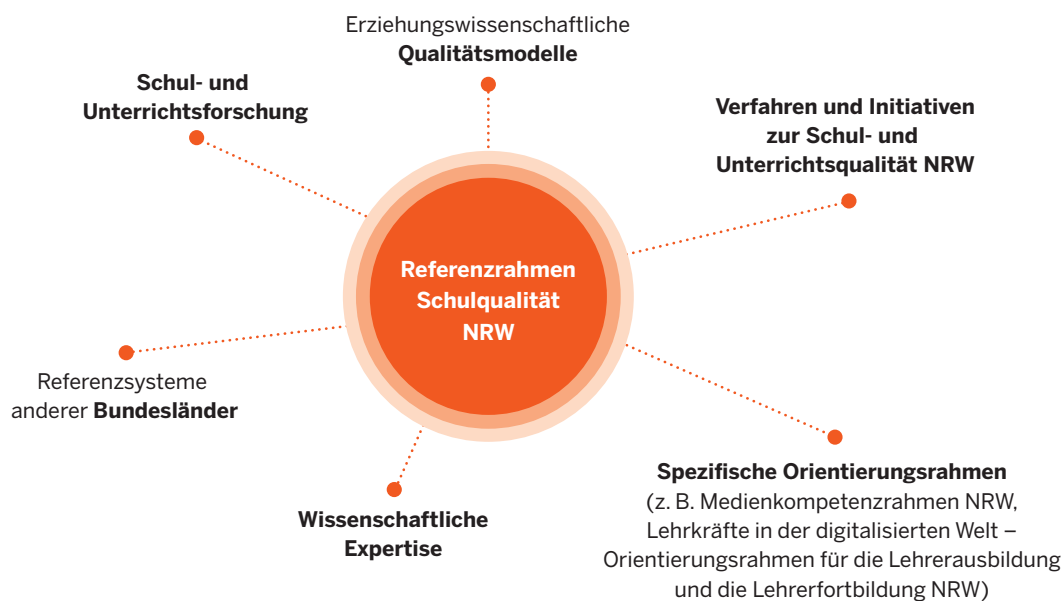 Erziehungswissenschaftliche
Qualitätsmodelle
Schul- und
Unterrichtsforschung
Verfahren und Initiativen
zur Schul- und
Unterrichtsqualität NRW
Referenzrahmen
Schulqualität
NRW
Referenzsysteme
anderer Bundesländer
Wissenschaftliche
Expertise
Spezifische Orientierungsrahmen
(z. B. Medienkompetenzrahmen NRW,
Lehrkräfte in der digitalisierten Welt –
Orientierungsrahmen für die Lehrerausbildung
und die Lehrerfortbildung NRW)